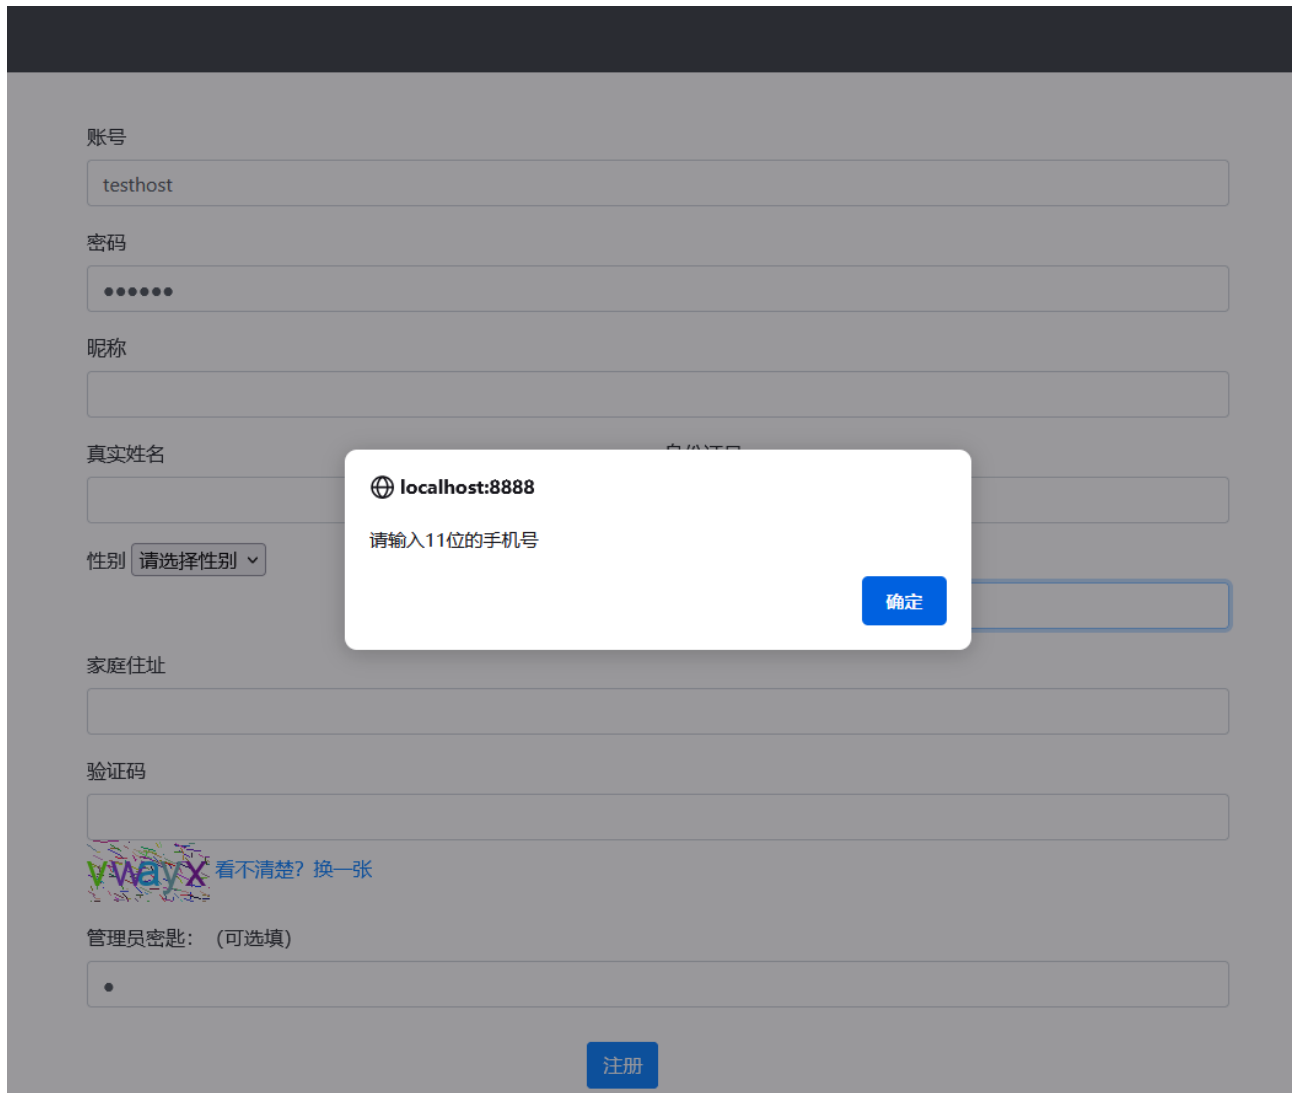 账号
testhost
密码
••••••
昵称
真实姓名
localhost:8888
请输入11位的手机号
性别 请选择性别
确定
家庭住址
验证码
vwayx 看不清楚？换一张
管理员密匙： （可选填）
•
注册